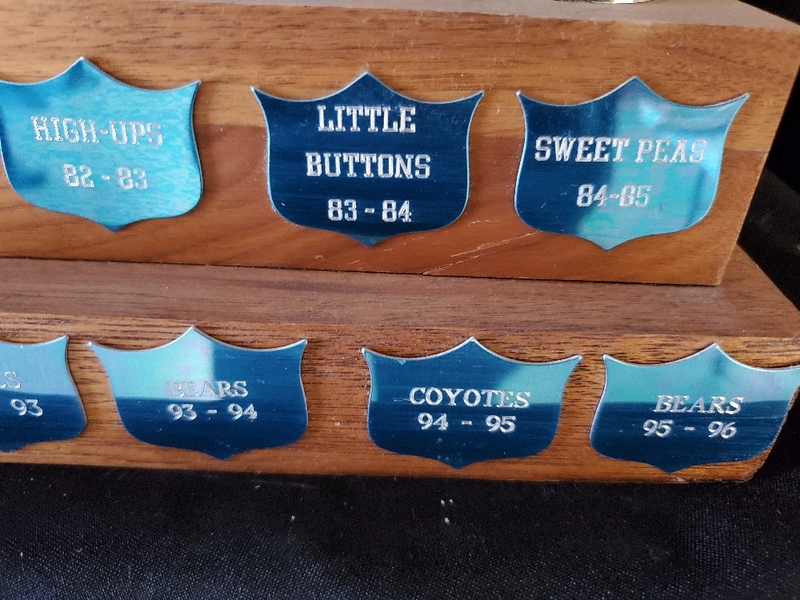 HIGH-UPS
82 - 83
LITTLE
BUTTONS
83 - 84
SWEET PEAS
84-85
93
BEARS
93 - 94
COYOTES
94 - 95
BEARS
95 - 96